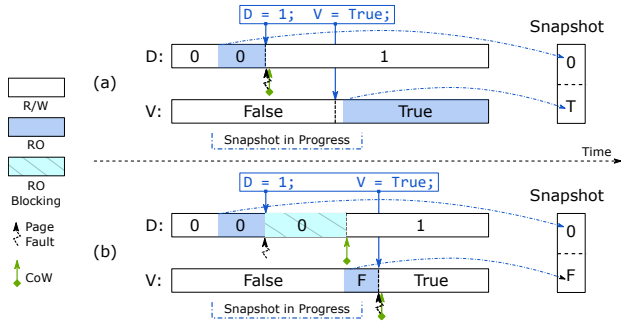 D = 1; V = True;
Snapshot
(a)
D: 0 0 1
0
V: False True
T
Snapshot in Progress
R/W
RO
RO
Blocking
Page
Fault
CoW
Time
D = 1; V = True;
Snapshot
(b)
D: 0 0 0 1
0
V: False F True
F
Snapshot in Progress